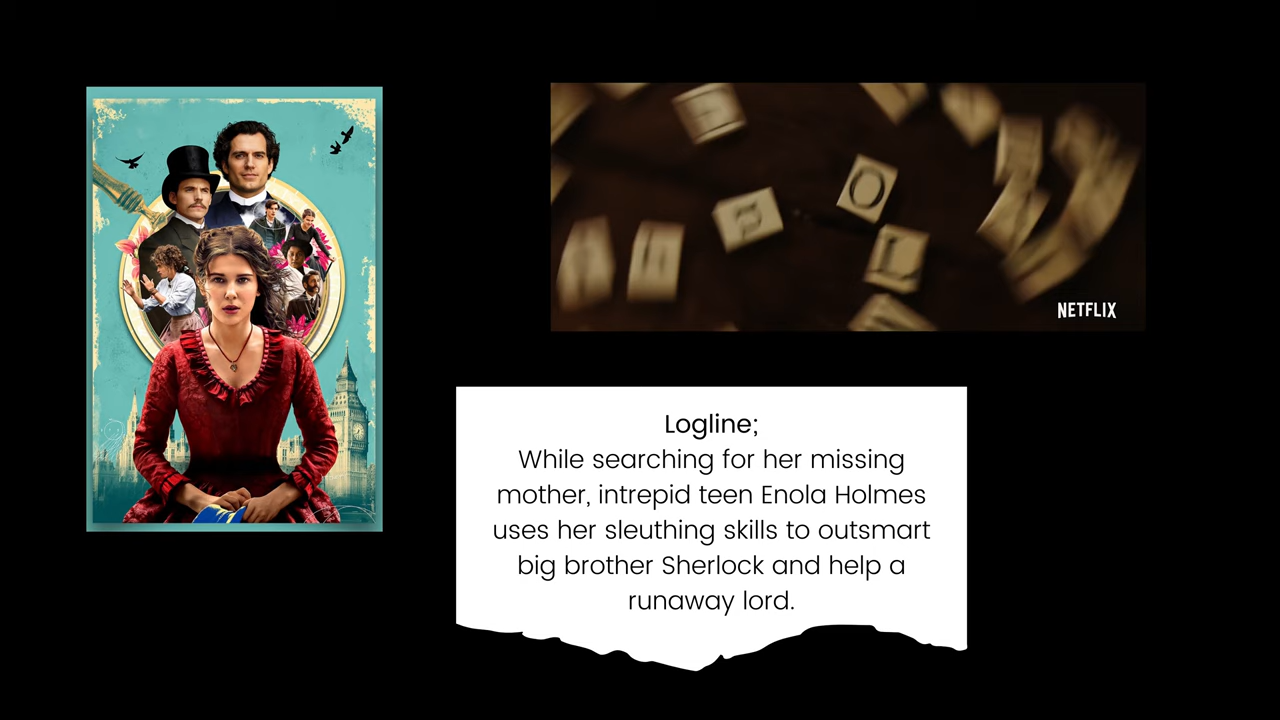 O
L
NETFLIX
Logline;
While searching for her missing
mother, intrepid teen Enola Holmes
uses her sleuthing skills to outsmart
big brother Sherlock and help a
runaway lord.